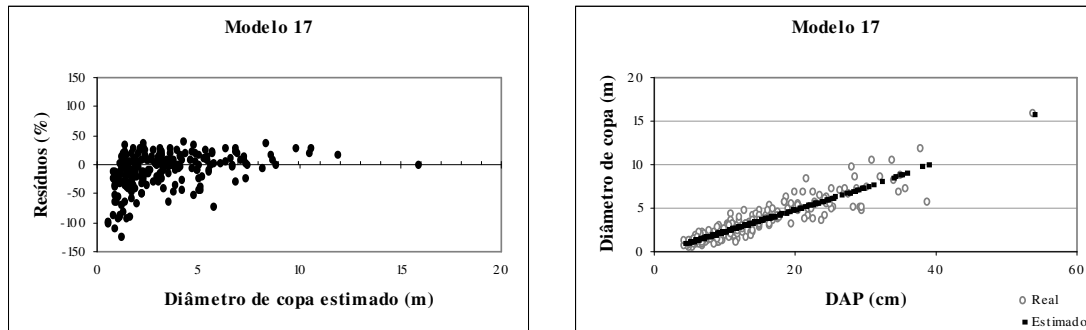 Modelo 17
Resíduos (%)
150
100
50
0
-50
-100
-150
0
5
10
15
20
Diâmetro de copa estimado (m)
Modelo 17
Diâmetro de copa (m)
20
15
10
5
0
0
20
40
60
DAP (cm)
Real
Estimado